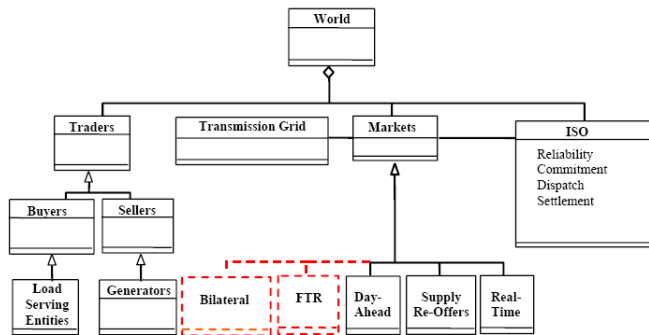 World
Traders
Transmission Grid
Markets
ISO
Reliability
Commitment
Dispatch
Settlement
Buyers
Sellers
Load
Serving
Entities
Generators
Bilateral
FTR
Day-
Ahead
Supply
Re-Offers
Real-
Time